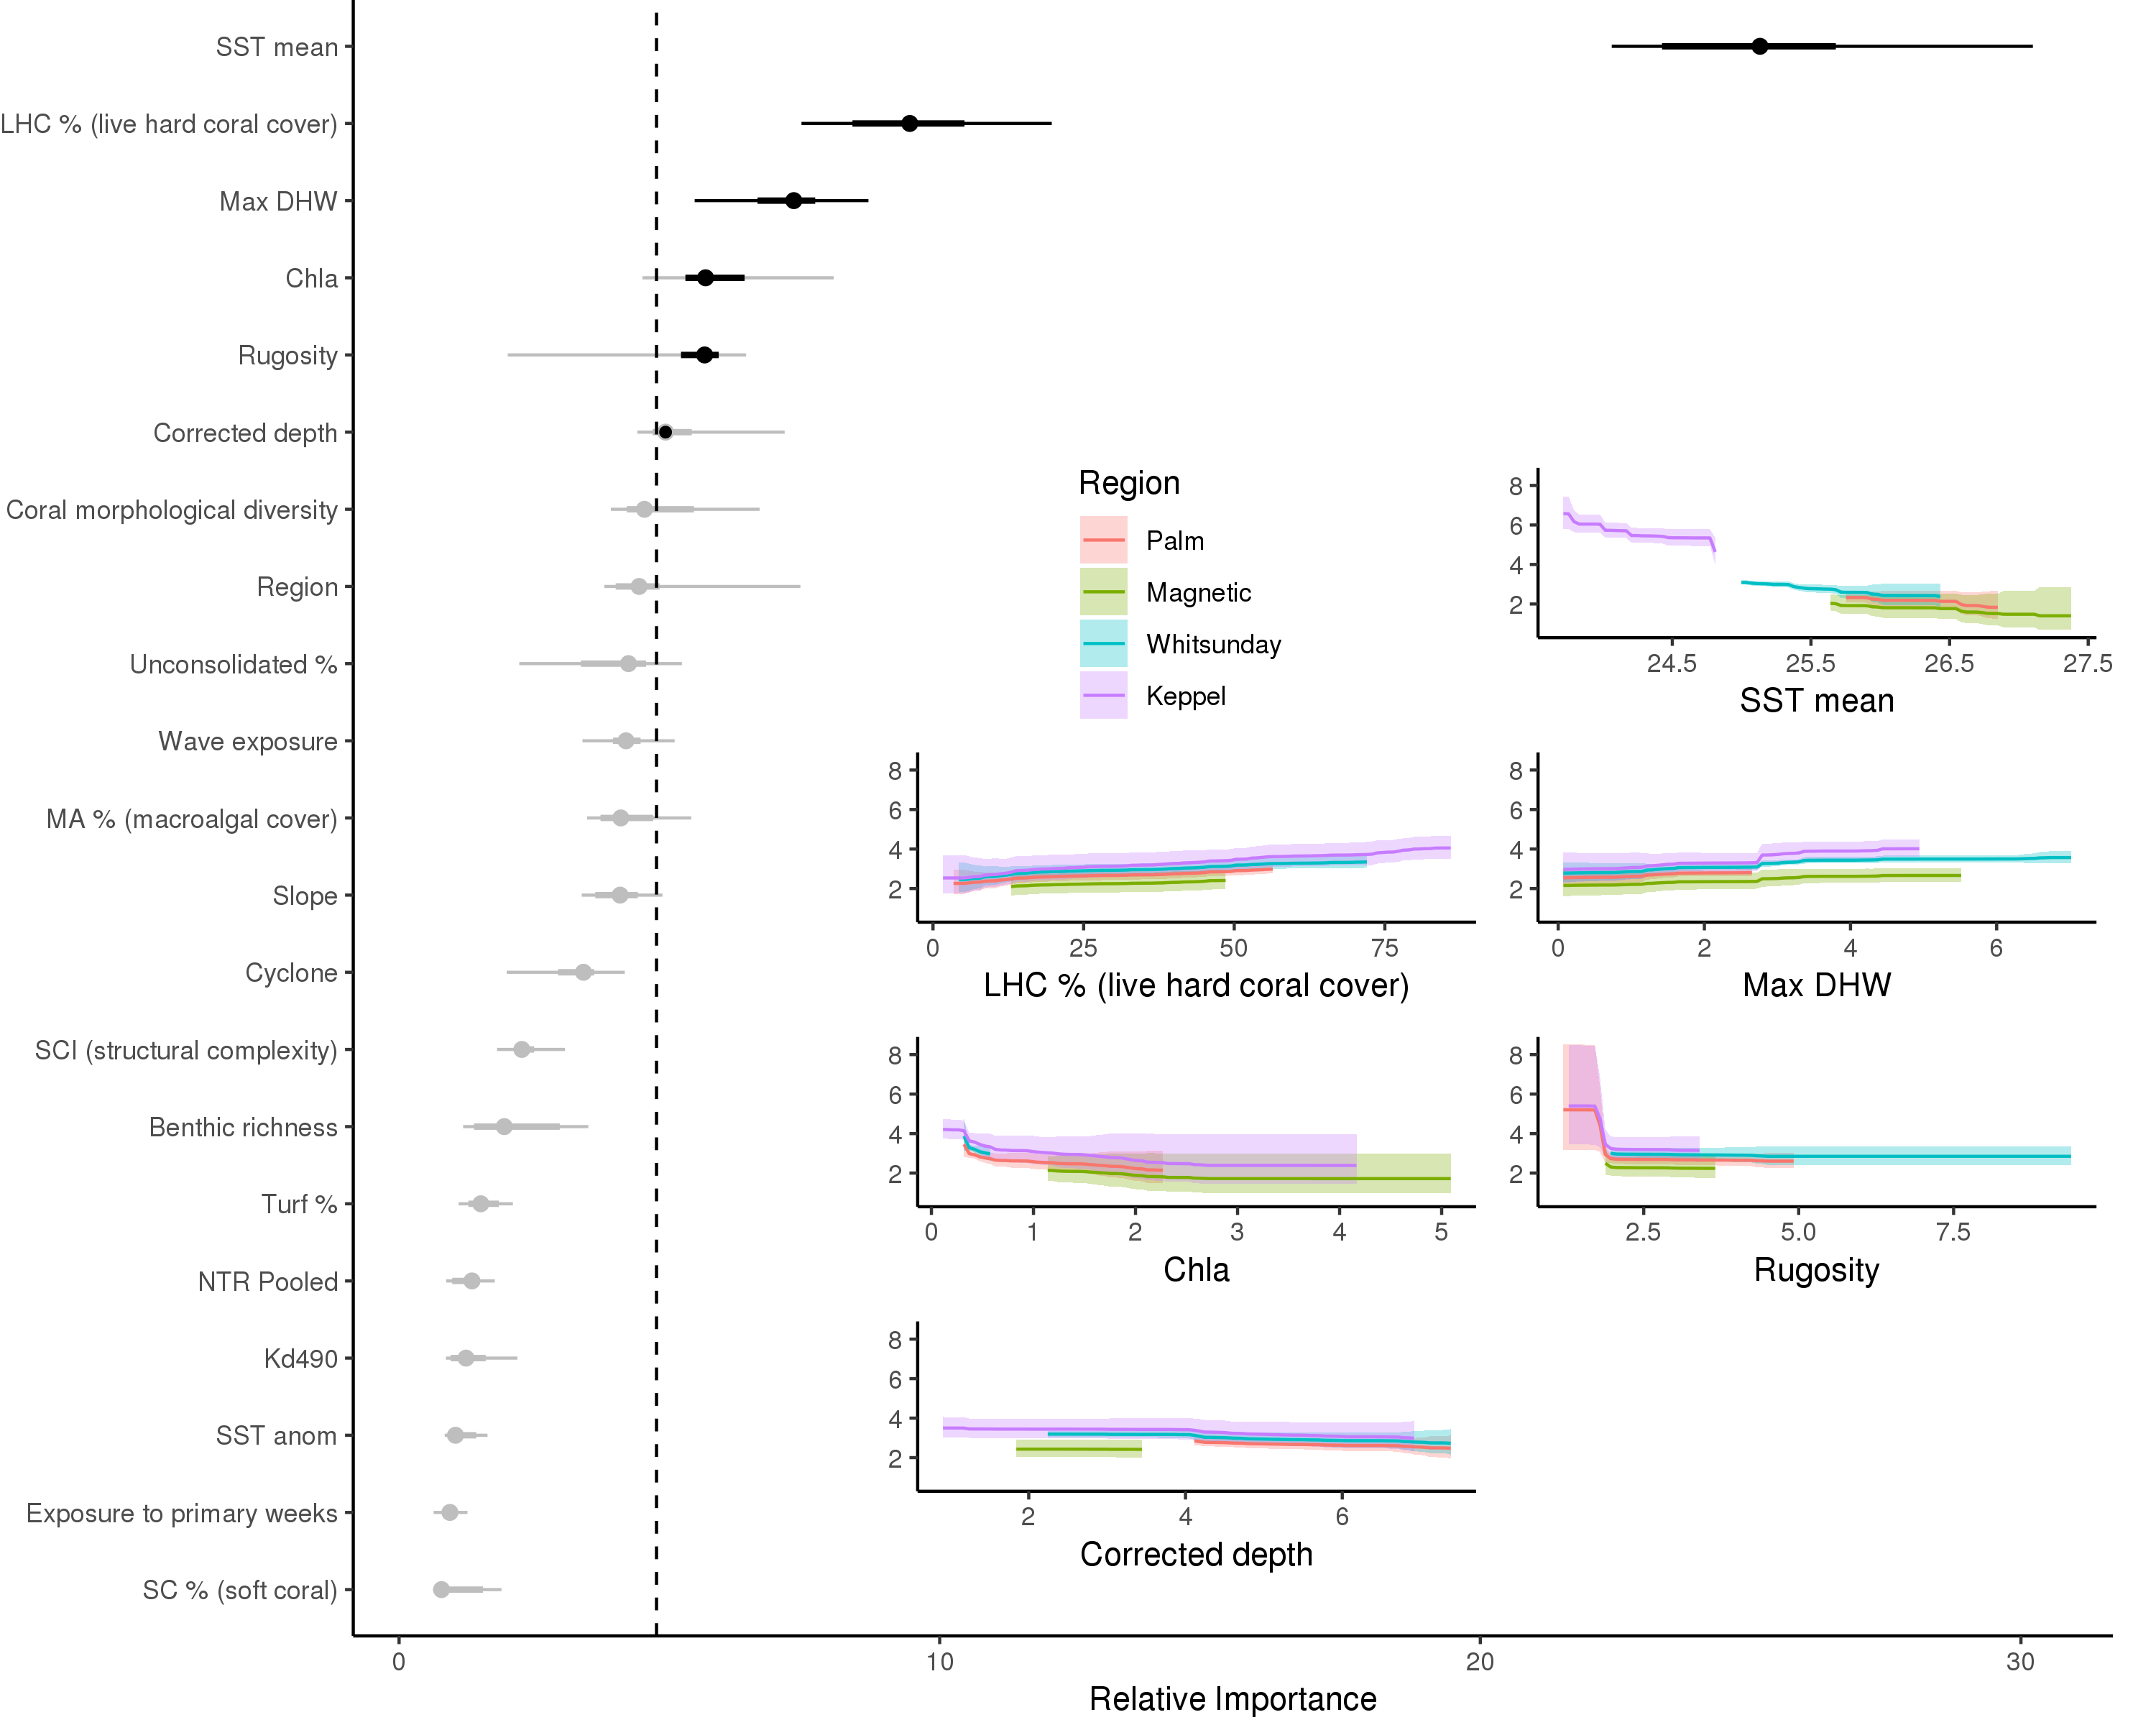 SST mean
LHC % (live hard coral cover)
Max DHW
Chla
Rugosity
Corrected depth
Coral morphological diversity
Region
Unconsolidated %
Wave exposure
MA % (macroalgal cover)
Slope
Cyclone
SCI (structural complexity)
Benthic richness
Turf %
NTR Pooled
Kd490
SST anom
Exposure to primary weeks
SC % (soft coral)
0 10 20 30
Relative Importance
Region
Palm
Magnetic
Whitsunday
Keppel
8
6
4
2
24.5 25.5 26.5 27.5
SST mean
8
6
4
2
0 25 50 75
LHC % (live hard coral cover)
8
6
4
2
0 2 4 6
Max DHW
8
6
4
2
0 1 2 3 4 5
Chla
8
6
4
2
2.5 5.0 7.5
Rugosity
8
6
4
2
2 4 6
Corrected depth